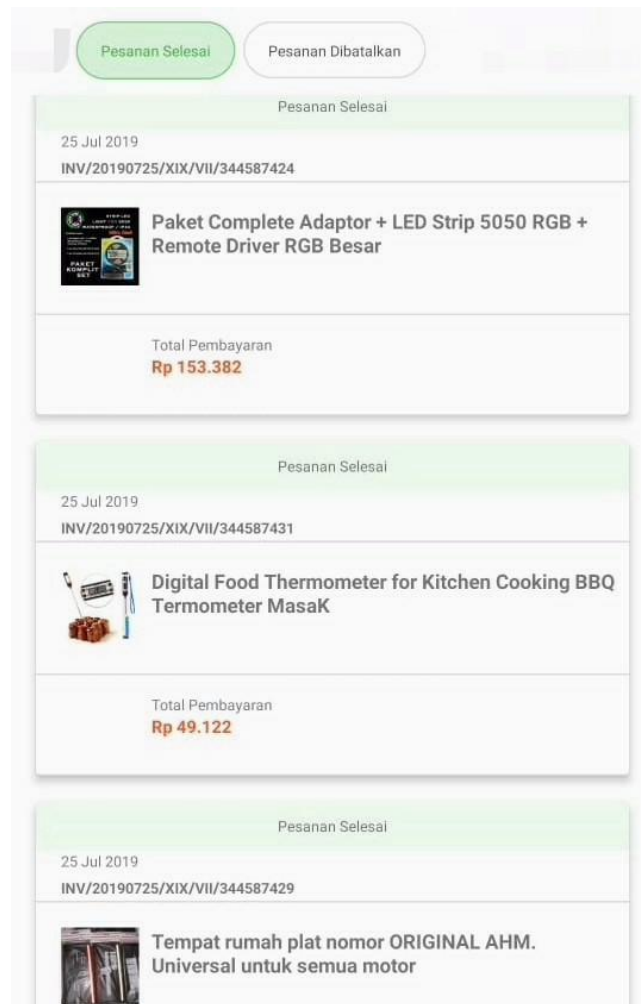 Pesanan Selesai
Pesanan Dibatalkan
Pesanan Selesai
25 Jul 2019
INV/20190725/XIX/VII/344587424
PAKET
KOMPLIT
SET
Paket Complete Adaptor + LED Strip 5050 RGB +
Remote Driver RGB Besar
Total Pembayaran
Rp 153.382
Pesanan Selesai
25 Jul 2019
INV/20190725/XIX/VII/344587431
Digital Food Thermometer for Kitchen Cooking BBQ
Termometer MasaK
Total Pembayaran
Rp 49.122
Pesanan Selesai
25 Jul 2019
INV/20190725/XIX/VII/344587429
Tempat rumah plat nomor ORIGINAL AHM.
Universal untuk semua motor